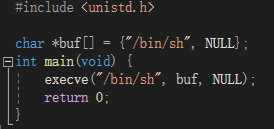 #include <unistd.h>
char *buf[] = {"/bin/sh", NULL};
int main(void) {
execve("/bin/sh", buf, NULL);
return 0;
}